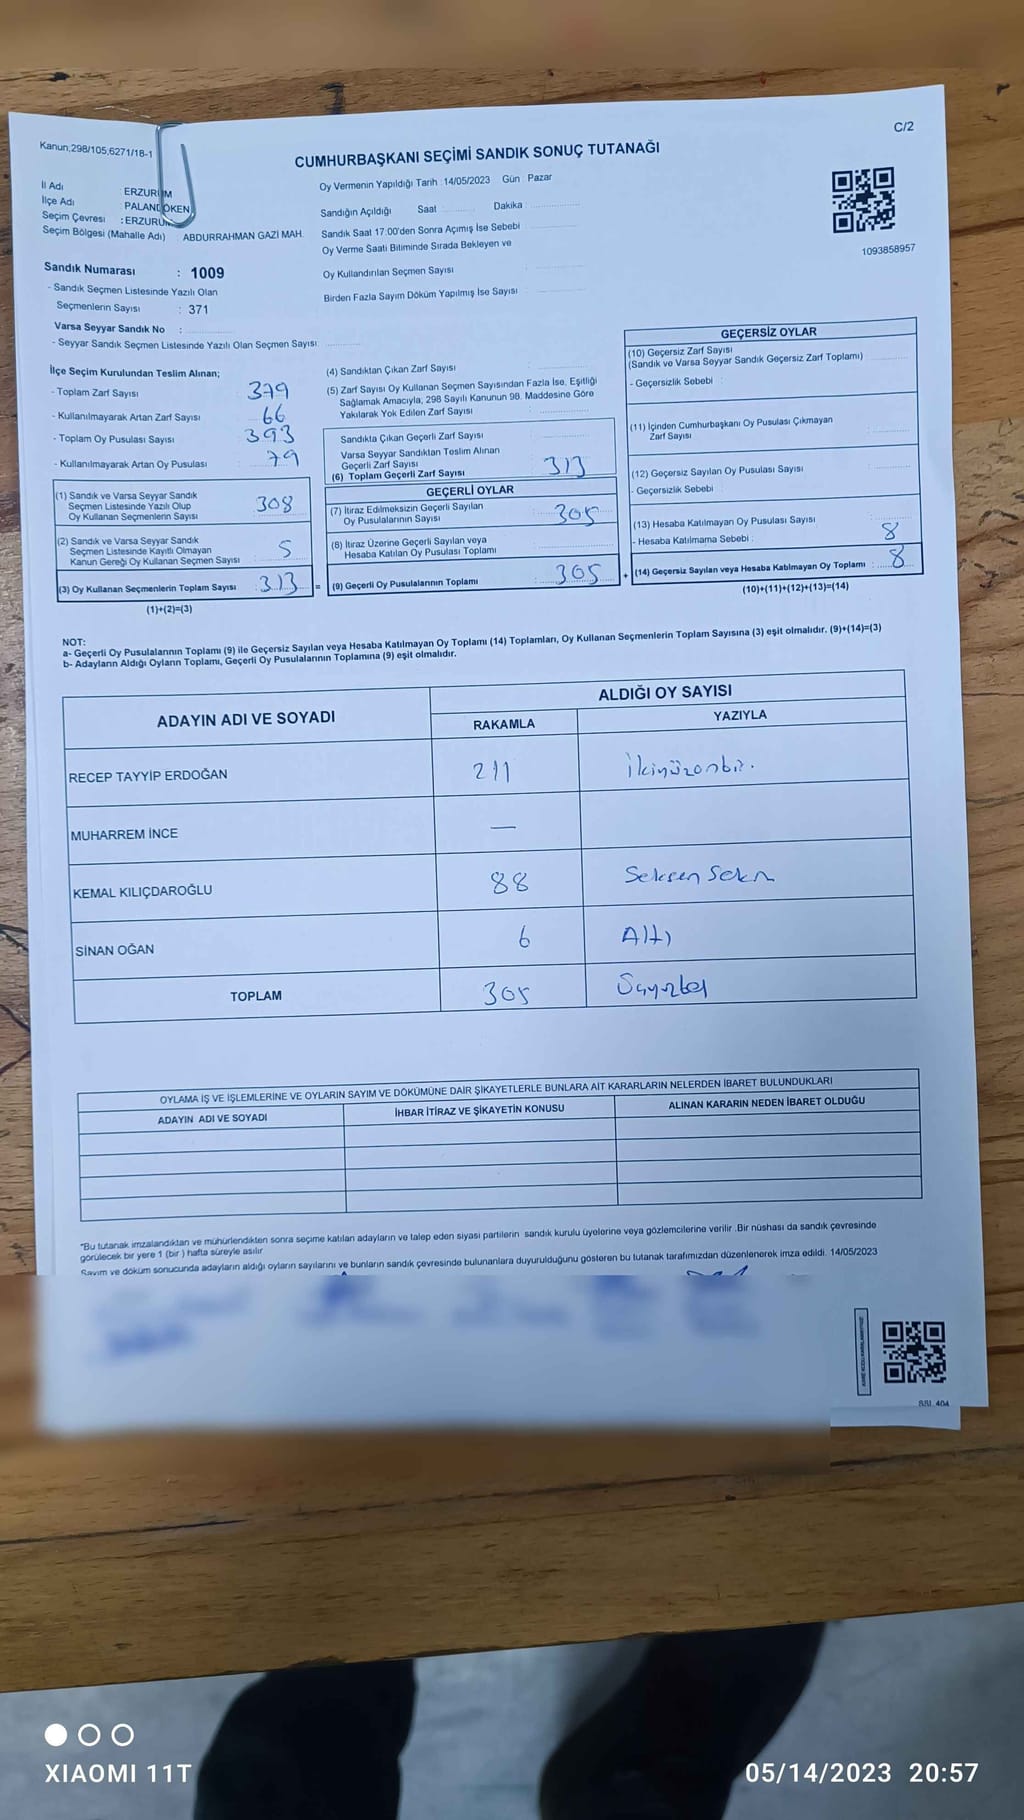 C/2
Kanun,298/105,6271/18-1
CUMHURBAŞKANI SEÇİMİ SANDIK SONUÇ TUTANAĞI
Oy Vermenin Yapıldığı Tarih :14/05/2023 Gün : Pazar
İl Adı ERZURUM
İlçe Adı : PALANDÖKEN
Seçim Çevresi : ERZURUM
Seçim Bölgesi (Mahalle Adı) : ABDURRAHMAN GAZİ MAH.
Sandığın Açıldığı Saat : Dakika :
Sandık Saat 17:00'den Sonra Açımış İse Sebebi
Oy Verme Saati Bitiminde Sırada Bekleyen ve
Oy Kullandırılan Seçmen Sayısı
Birden Fazla Sayım Döküm Yapılmış İse Sayısı
1093858957
Sandık Numarası : 1009
- Sandık Seçmen Listesinde Yazılı Olan
Seçmenlerin Sayısı : 371
Varsa Seyyar Sandık No :
- Seyyar Sandık Seçmen Listesinde Yazılı Olan Seçmen Sayısı:
İlçe Seçim Kurulundan Teslim Alınan;
- Toplam Zarf Sayısı 379
- Kullanılmayarak Artan Zarf Sayısı 66
- Toplam Oy Pusulası Sayısı 393
- Kullanılmayarak Artan Oy Pusulası 79
(1) Sandık ve Varsa Seyyar Sandık
Seçmen Listesinde Yazılı Olup
Oy Kullanan Seçmenlerin Sayısı 308
(2) Sandık ve Varsa Seyyar Sandık
Seçmen Listesinde Kayıtlı Olmayan
Kanun Gereği Oy Kullanan Seçmen Sayısı 5
(3) Oy Kullanan Seçmenlerin Toplam Sayısı : 313 =
(1)+(2)=(3)
(4) Sandıktan Çıkan Zarf Sayısı
(5) Zarf Sayısı Oy Kullanan Seçmen Sayısından Fazla İse, Eşitliği
Sağlamak Amacıyla, 298 Sayılı Kanunun 98. Maddesine Göre
Yakılarak Yok Edilen Zarf Sayısı
Sandıkta Çıkan Geçerli Zarf Sayısı
Varsa Seyyar Sandıktan Teslim Alınan
Geçerli Zarf Sayısı
(6) Toplam Geçerli Zarf Sayısı 313
GEÇERLİ OYLAR
(7) İtiraz Edilmeksizin Geçerli Sayılan
Oy Pusulalarının Sayısı 305
(8) İtiraz Üzerine Geçerli Sayılan veya
Hesaba Katılan Oy Pusulası Toplamı
(9) Geçerli Oy Pusulalarının Toplamı 305 +
GEÇERSİZ OYLAR
(10) Geçersiz Zarf Sayısı
(Sandık ve Varsa Seyyar Sandık Geçersiz Zarf Toplamı)
- Geçersizlik Sebebi :
(11) İçinden Cumhurbaşkanı Oy Pusulası Çıkmayan
Zarf Sayısı
(12) Geçersiz Sayılan Oy Pusulası Sayısı
- Geçersizlik Sebebi :
(13) Hesaba Katılmayan Oy Pusulası Sayısı
- Hesaba Katılmama Sebebi : 8
(14) Geçersiz Sayılan veya Hesaba Katılmayan Oy Toplamı : 8
(10)+(11)+(12)+(13)=(14)
NOT:
a- Geçerli Oy Pusulalarının Toplamı (9) ile Geçersiz Sayılan veya Hesaba Katılmayan Oy Toplamı (14) Toplamları, Oy Kullanan Seçmenlerin Toplam Sayısına (3) eşit olmalıdır. (9)+(14)=(3)
b- Adayların Aldığı Oyların Toplamı, Geçerli Oy Pusulalarının Toplamına (9) eşit olmalıdır.
ADAYIN ADI VE SOYADI ALDIĞI OY SAYISI
RAKAMLA YAZIYLA
RECEP TAYYİP ERDOĞAN 211 İkiyüzonbir.
MUHARREM İNCE —
KEMAL KILIÇDAROĞLU 88 Seksen Sekn
SİNAN OĞAN 6 Altı
TOPLAM 305
OYLAMA İŞ VE İŞLEMLERİNE VE OYLARIN SAYIM VE DÖKÜMÜNE DAİR ŞİKAYETLERLE BUNLARA AİT KARARLARIN NELERDEN İBARET BULUNDUKLARI
ADAYIN ADI VE SOYADI İHBAR İTİRAZ VE ŞİKAYETİN KONUSU ALINAN KARARIN NEDEN İBARET OLDUĞU
*Bu tutanak imzalandıktan ve mühürlendikten sonra seçime katılan adayların ve talep eden siyasi partilerin sandık kurulu üyelerine veya gözlemcilerine verilir .Bir nüshası da sandık çevresinde
görülecek bir yere 1 (bir ) hafta süreyle asılır
Sayım ve döküm sonucunda adayların aldığı oyların sayılarını ve bunların sandık çevresinde bulunanlara duyurulduğunu gösteren bu tutanak tarafımızdan düzenlenerek imza edildi. 14/05/2023
SSI 404
XIAOMI 11T
05/14/2023 20:57